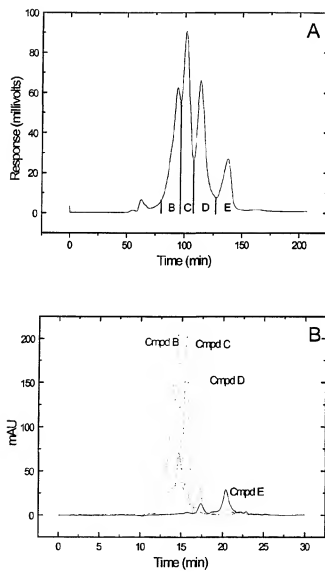 A
Response (millivolts)
100
80
60
40
20
0
B C D E
0 50 100 150 200
Time (min)
B
Cmpd B
Cmpd C
Cmpd D
Cmpd E
mAU
200
150
100
50
0
0 5 10 15 20 25 30
Time (min)